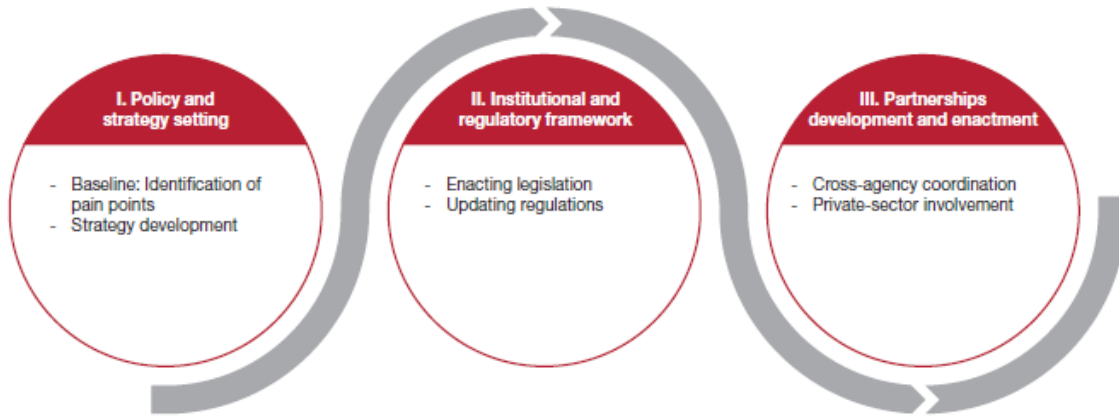 I. Policy and
strategy setting
- Baseline: Identification of
pain points
- Strategy development
II. Institutional and
regulatory framework
- Enacting legislation
- Updating regulations
III. Partnerships
development and enactment
- Cross-agency coordination
- Private-sector involvement